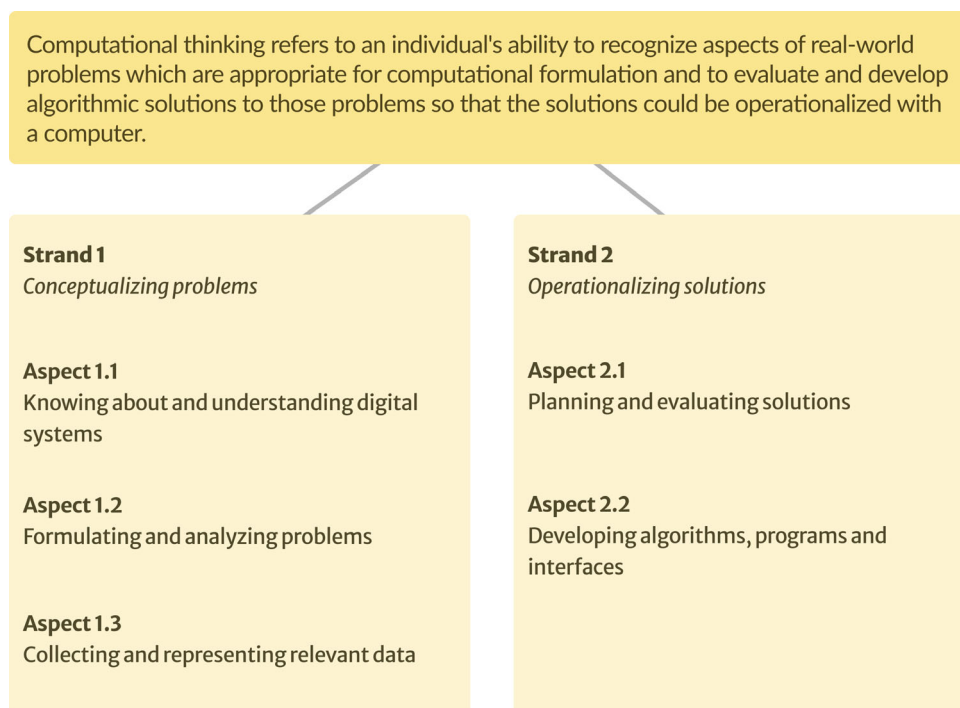 Computational thinking refers to an individual's ability to recognize aspects of real-world
problems which are appropriate for computational formulation and to evaluate and develop
algorithmic solutions to those problems so that the solutions could be operationalized with
a computer.
Strand 1
Conceptualizing problems
Aspect 1.1
Knowing about and understanding digital
systems
Aspect 1.2
Formulating and analyzing problems
Aspect 1.3
Collecting and representing relevant data
Strand 2
Operationalizing solutions
Aspect 2.1
Planning and evaluating solutions
Aspect 2.2
Developing algorithms, programs and
interfaces